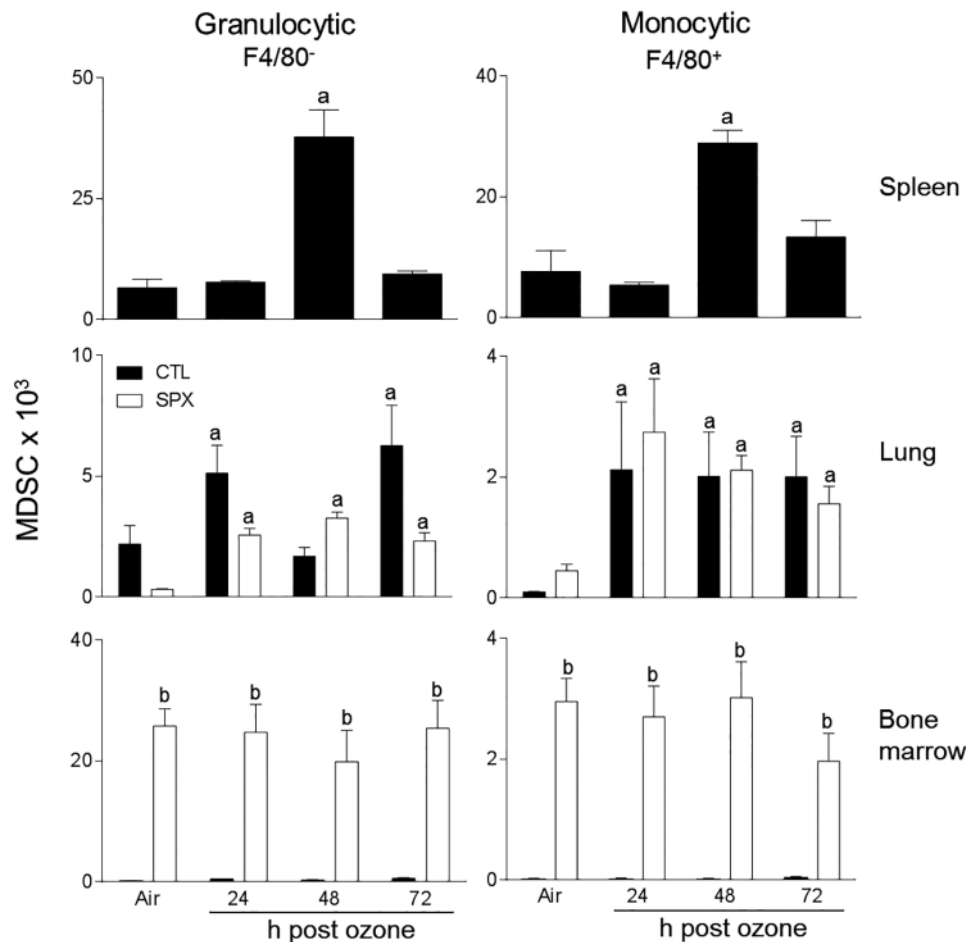 Granulocytic
F4/80⁻
Monocytic
F4/80⁺
50
25
0
a
40
20
0
a
Spleen
MDSC x 10³
10
5
0
CTL
SPX
a
a
a
a
a
4
2
0
a
a
a
a
a
a
Lung
40
20
0
b
b
b
b
4
2
0
b
b
b
b
Bone
marrow
Air
24
48
72
h post ozone
Air
24
48
72
h post ozone